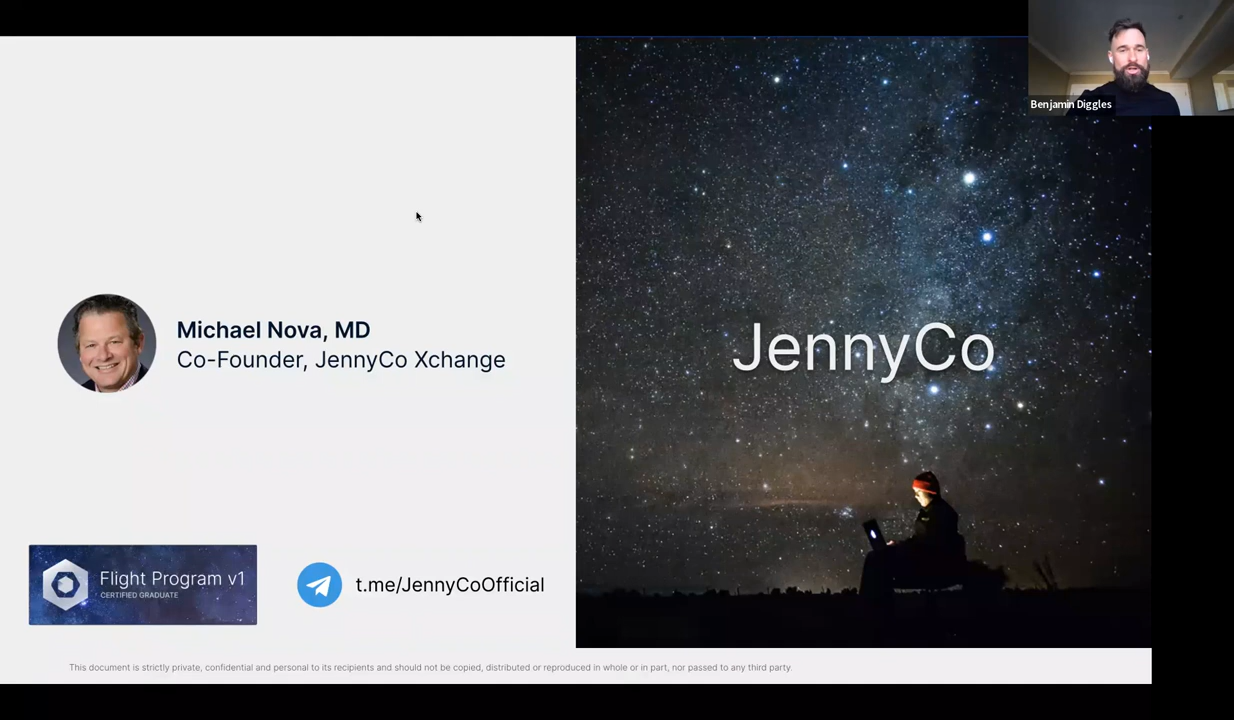 Benjamin Diggles
Michael Nova, MD
Co-Founder, JennyCo Xchange
JennyCo
Flight Program v1
CERTIFIED GRADUATE
t.me/JennyCoOfficial
This document is strictly private, confidential and personal to its recipients and should not be copied, distributed or reproduced in whole or in part, nor passed to any third party.